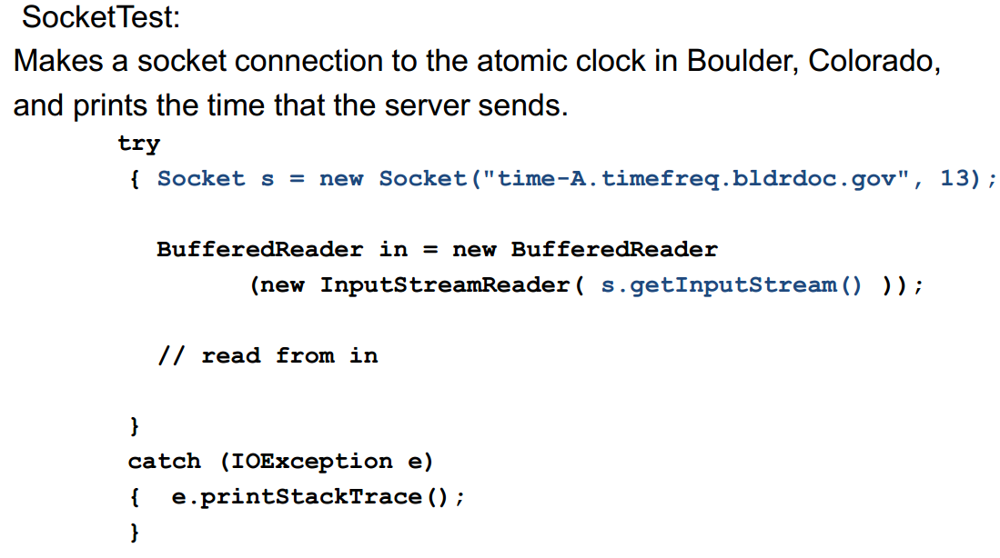 SocketTest:
Makes a socket connection to the atomic clock in Boulder, Colorado,
and prints the time that the server sends.
try
{ Socket s = new Socket("time-A.timefreq.bldrdoc.gov", 13);
BufferedReader in = new BufferedReader
(new InputStreamReader( s.getInputStream() ));
// read from in
}
catch (IOException e)
{ e.printStackTrace();
}